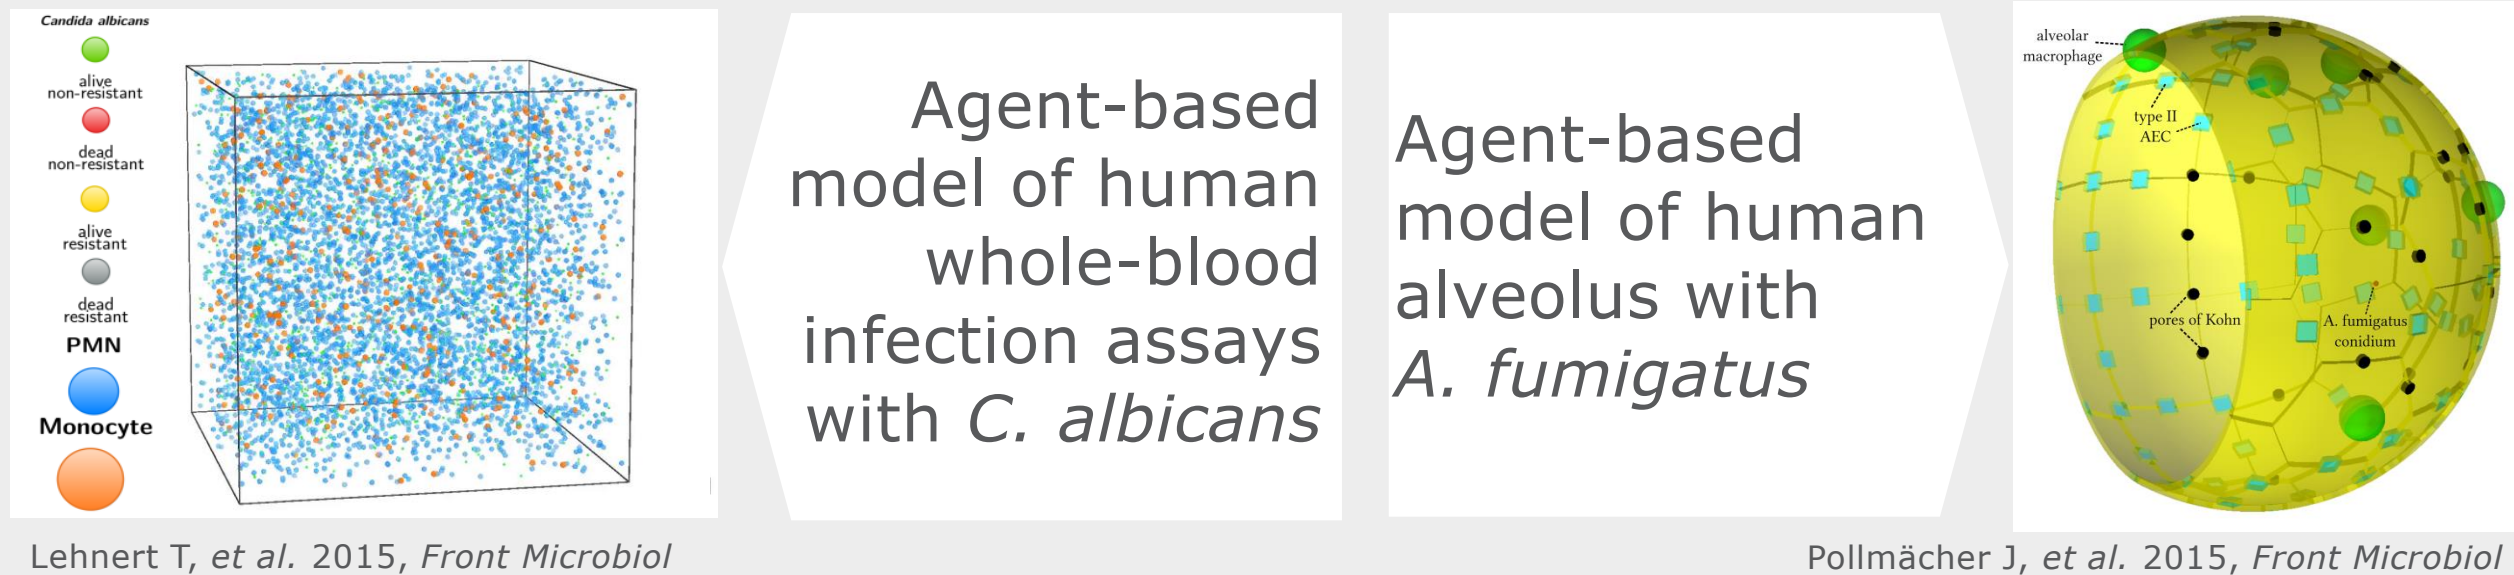 Candida albicans
alive
non-resistant
dead
non-resistant
alive
resistant
dead
resistant
PMN
Monocyte
Agent-based
model of human
whole-blood
infection assays
with C. albicans
Agent-based
model of human
alveolus with
A. fumigatus
alveolar
macrophage
type II
AEC
pores of Kohn
A. fumigatus
conidium
Lehnert T, et al. 2015, Front Microbiol
Pollmächer J, et al. 2015, Front Microbiol